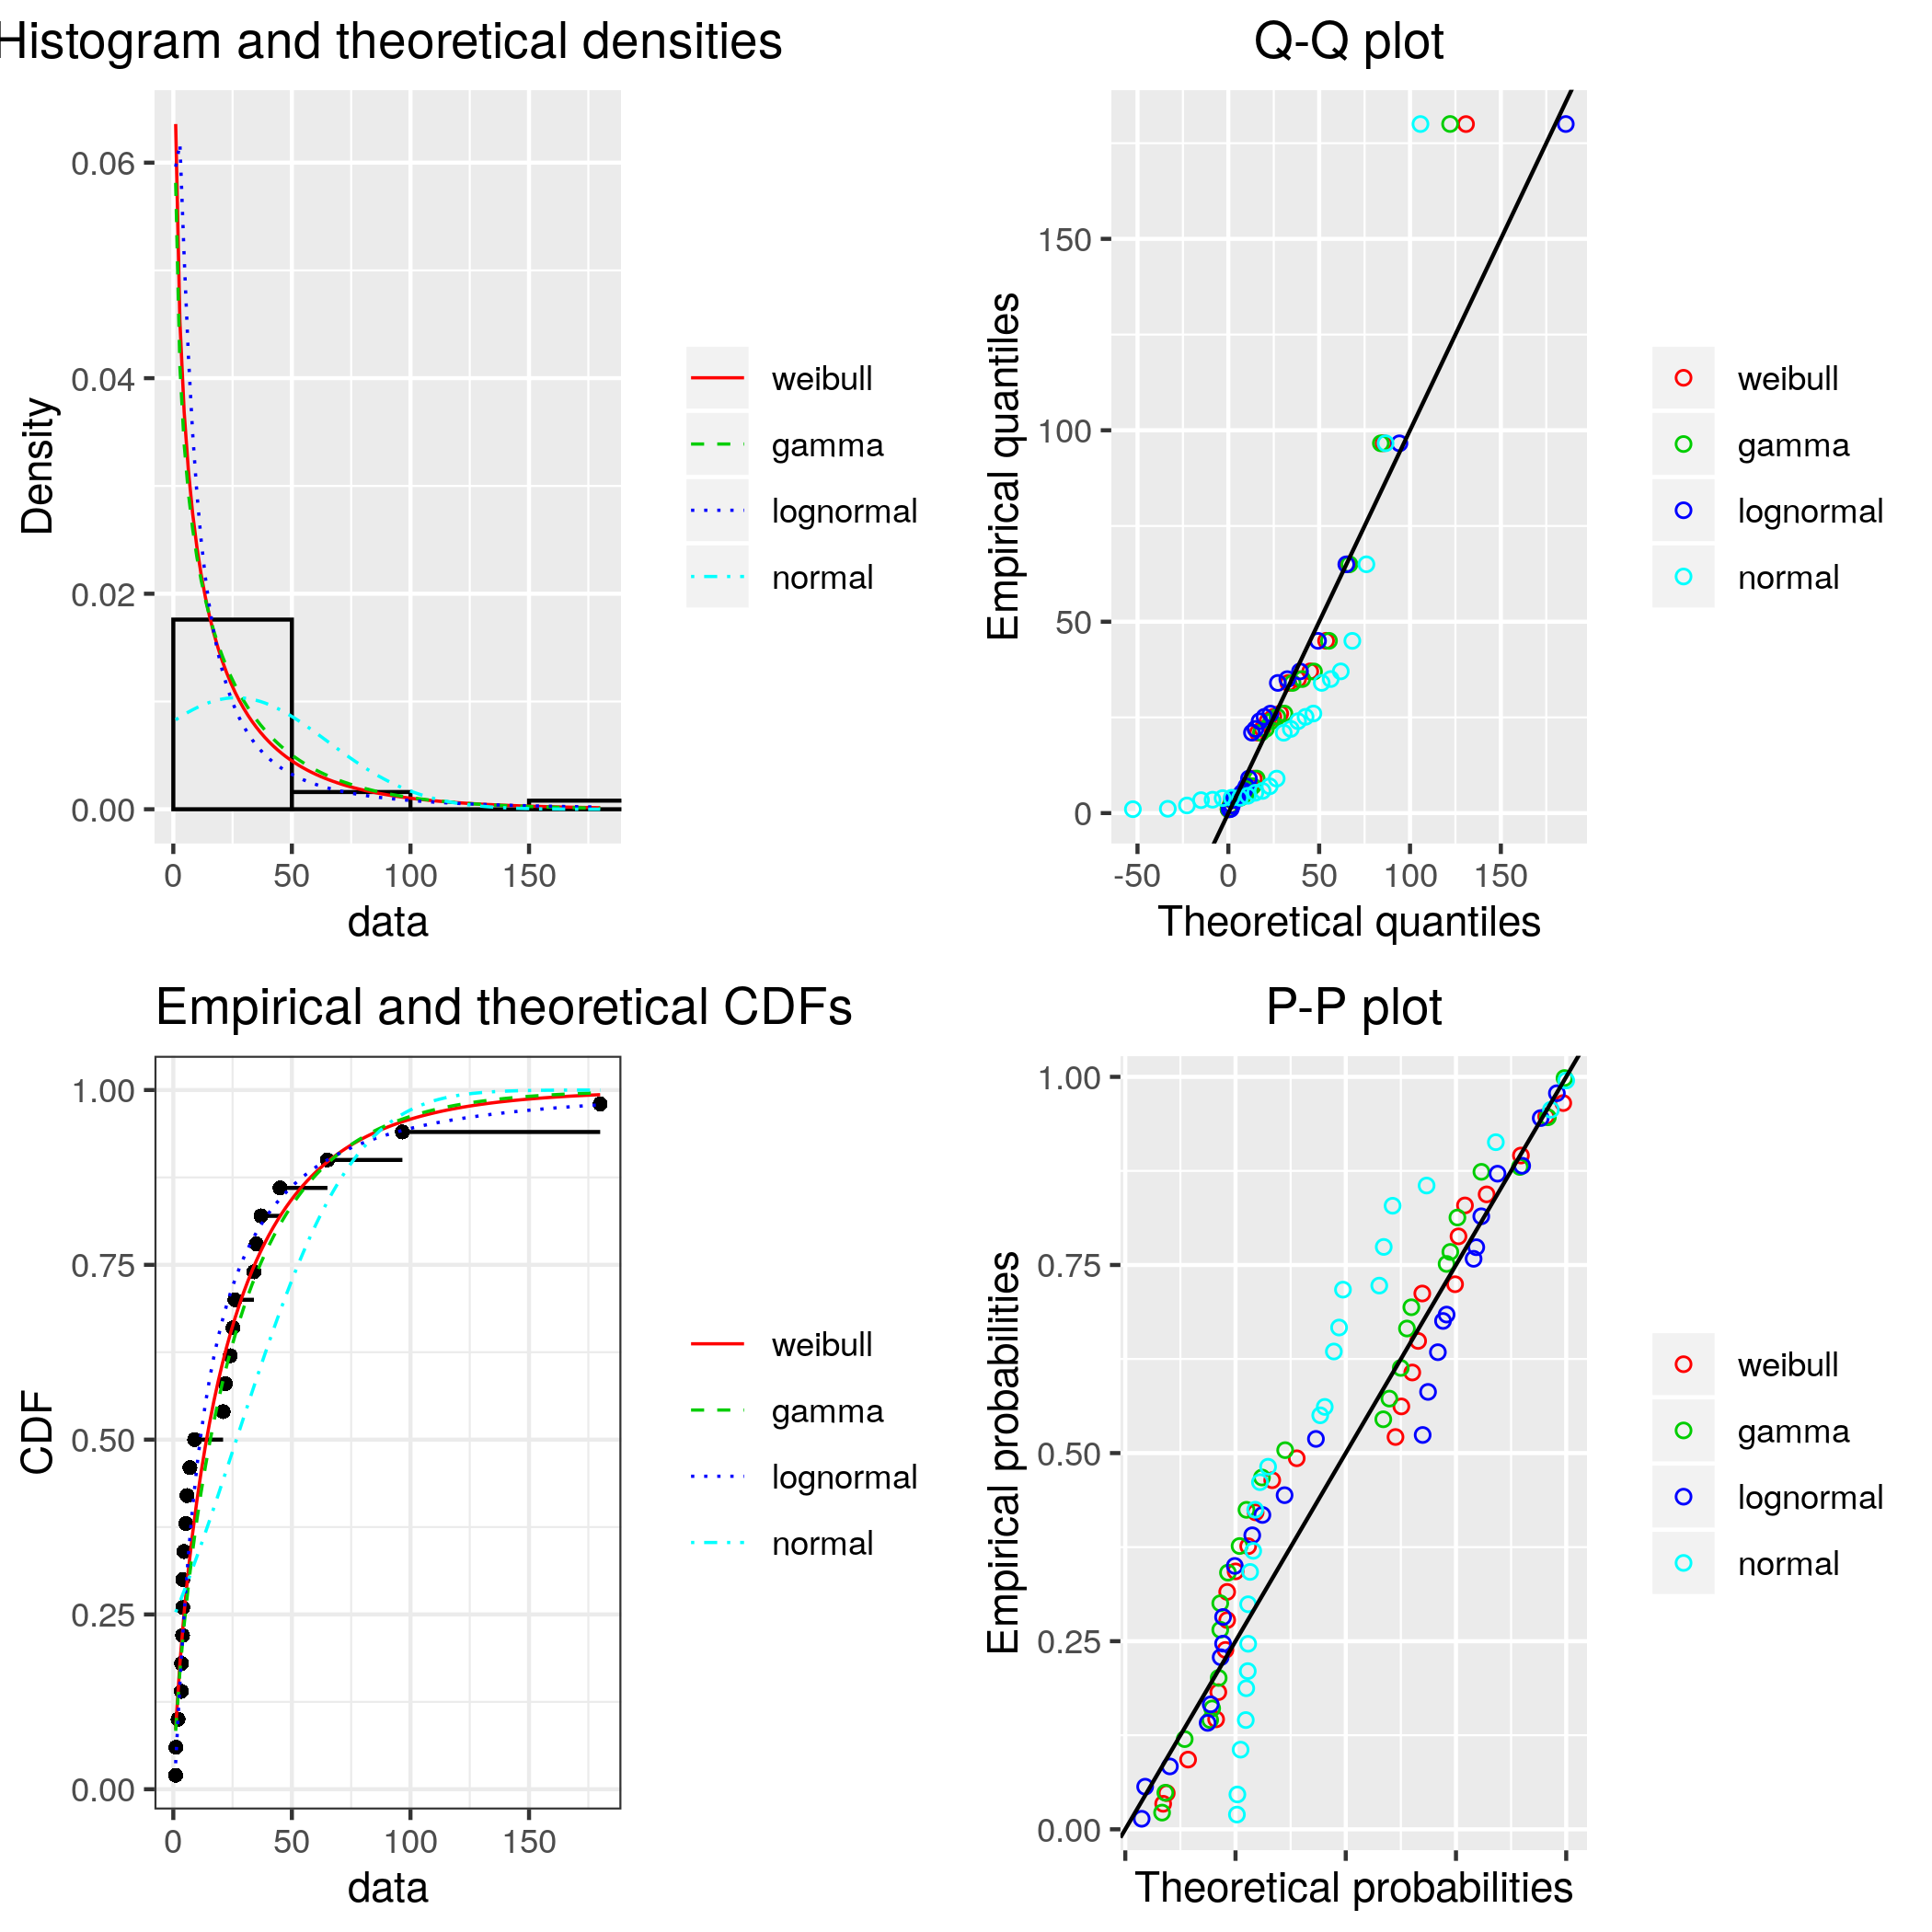 Histogram and theoretical densities
Density
0.06
0.04
0.02
0.00
0
50
100
150
data
weibull
gamma
lognormal
normal
Q-Q plot
Empirical quantiles
150
100
50
0
-50
0
50
100
150
Theoretical quantiles
weibull
gamma
lognormal
normal
Empirical and theoretical CDFs
CDF
1.00
0.75
0.50
0.25
0.00
0
50
100
150
data
weibull
gamma
lognormal
normal
P-P plot
Empirical probabilities
1.00
0.75
0.50
0.25
0.00
Theoretical probabilities
weibull
gamma
lognormal
normal